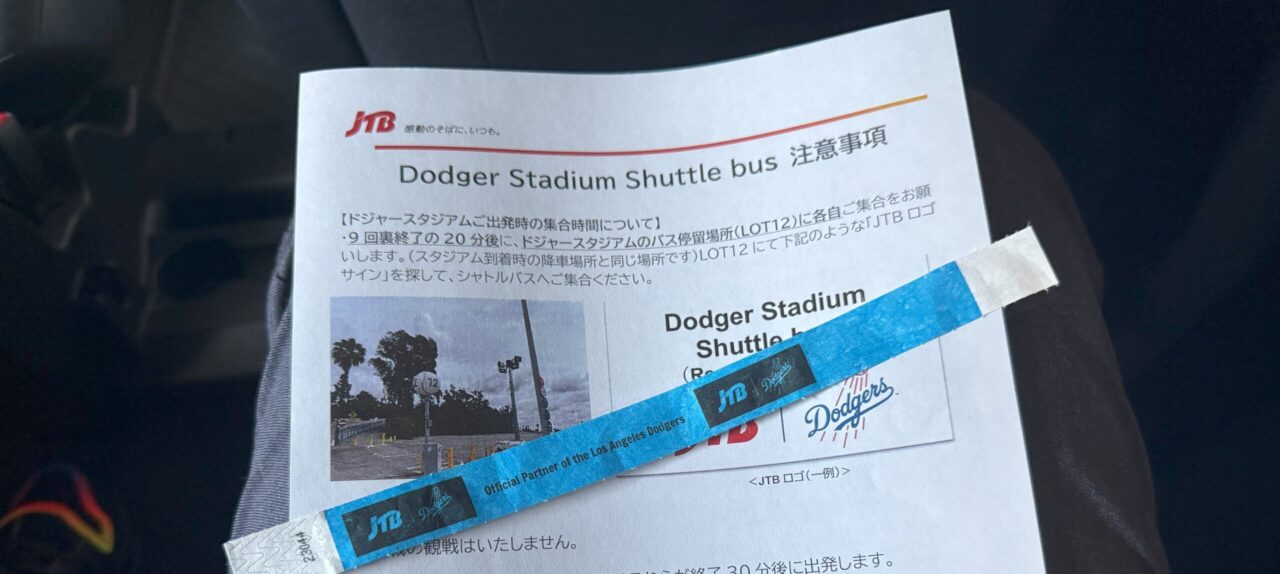 JTB 感動のそばに、いつも。
Dodger Stadium Shuttle bus 注意事項
【ドジャースタジアムご出発時の集合時間について】
・9 回裏終了の 20 分後に、ドジャースタジアムのバス停留場所(LOT12)に各自ご集合をお願
いします。(スタジアム到着時の降車場所と同じ場所です)LOT12 にて下記のような「JTB ロゴ
サイン」を探して、シャトルバスへご集合ください。
12
Dodger Stadium
Shuttle
JTB
Dodgers
<JTB ロゴ(一例)>
JTB Dodgers
Official Partner of the Los Angeles Dodgers
JTB Dodgers
2304H
の観戦はいたしません。
終了 30 分後に出発します。